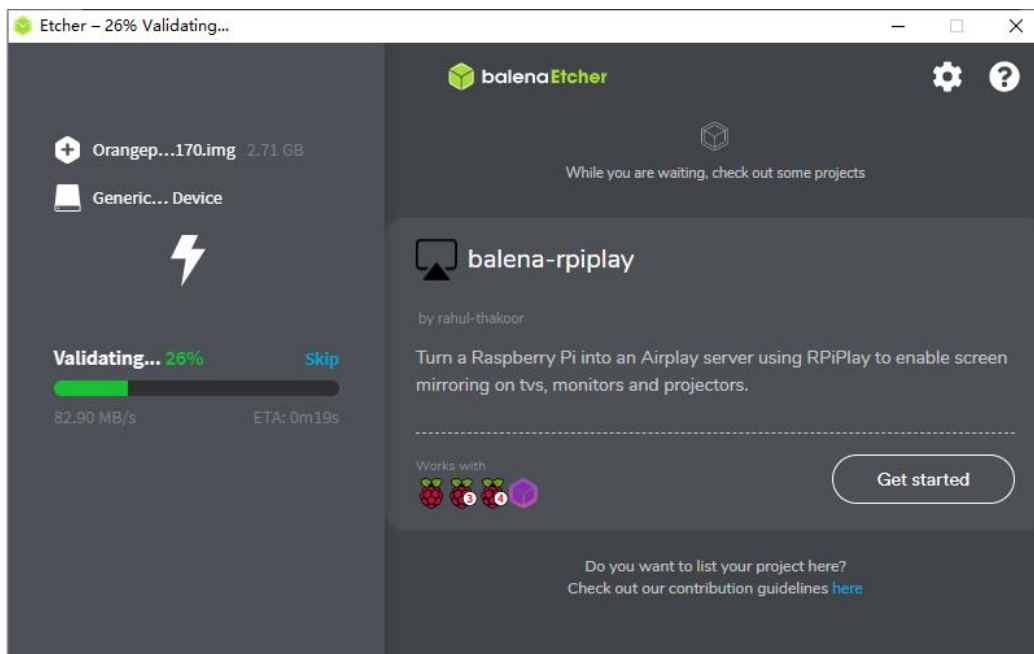 Etcher – 26% Validating...
balenaEtcher
Orangep...170.img 2.71 GB
Generic... Device
Validating... 26% Skip
82.90 MB/s ETA: 0m19s
While you are waiting, check out some projects
balena-rpiplay
by rahul-thakoor
Turn a Raspberry Pi into an Airplay server using RPiPlay to enable screen
mirroring on tvs, monitors and projectors.
Works with
3 4
Get started
Do you want to list your project here?
Check out our contribution guidelines here